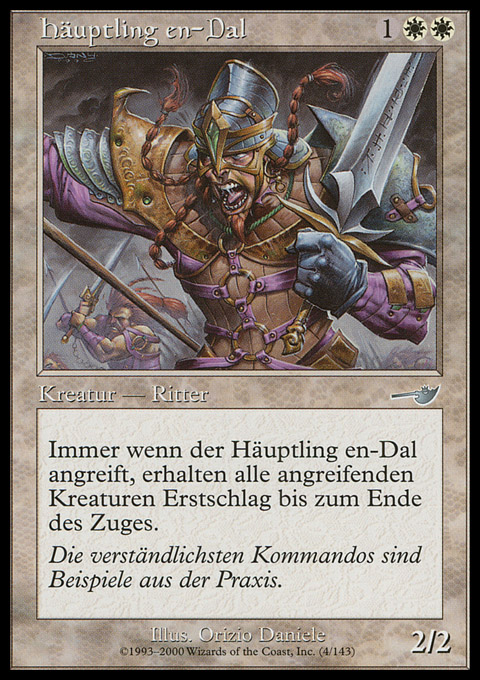 Häuptling en-Dal
1
Kreatur — Ritter
Immer wenn der Häuptling en-Dal
angreift, erhalten alle angreifenden
Kreaturen Erstschlag bis zum Ende
des Zuges.
Die verständlichsten Kommandos sind
Beispiele aus der Praxis.
Illus. Orizio Daniele
2/2
©1993–2000 Wizards of the Coast, Inc. (4/143)